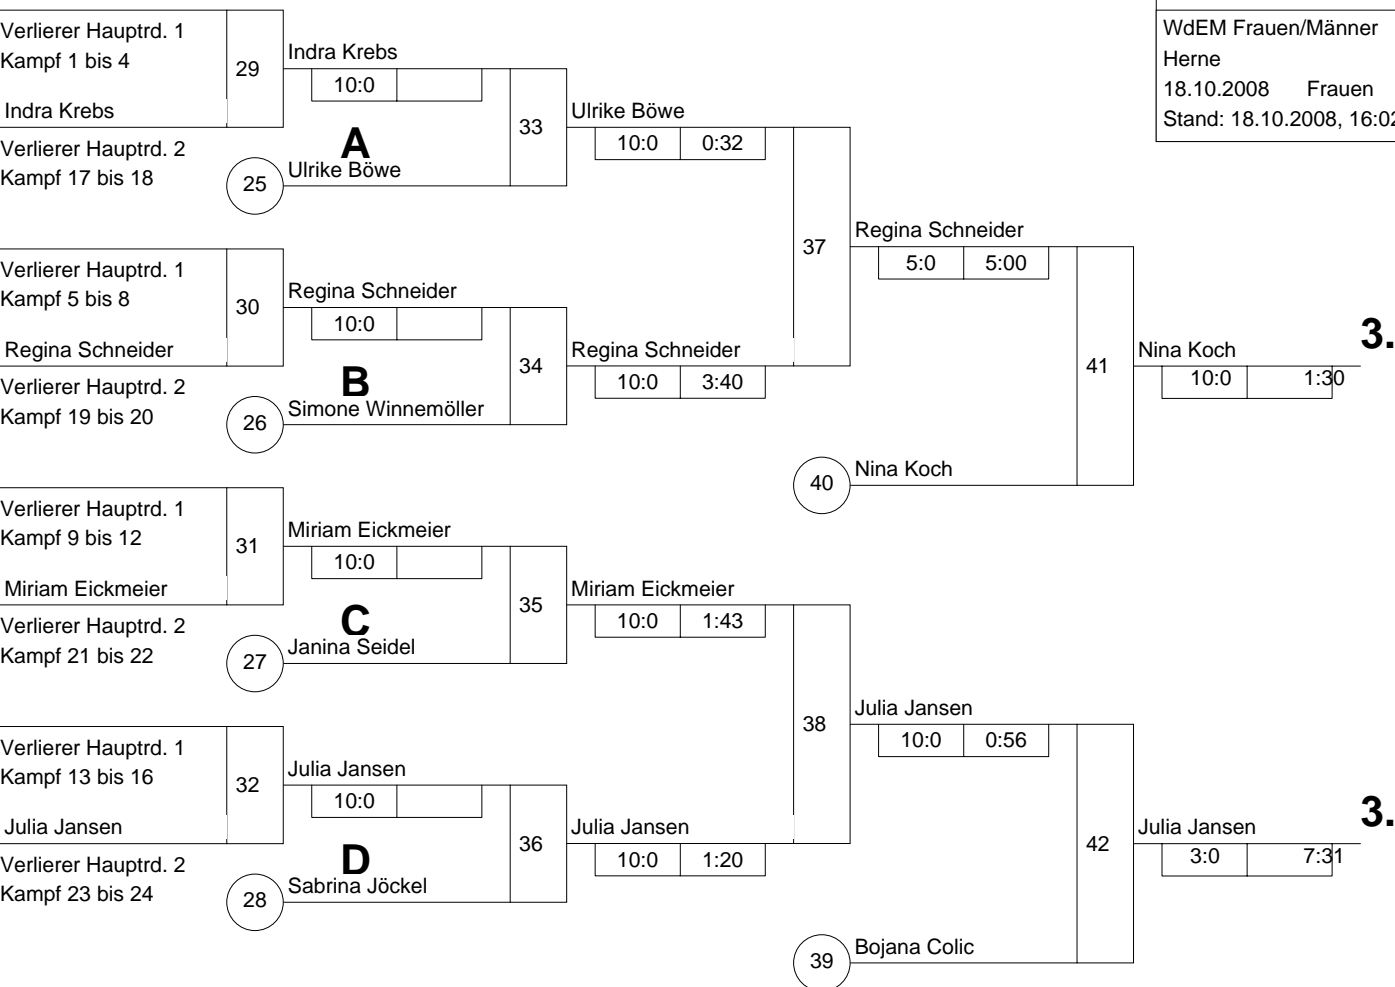 WdEM Frauen/Männer
Herne
18.10.2008 Frauen
Stand: 18.10.2008, 16:02
Verlierer Hauptrd. 1
Kampf 1 bis 4
29
Indra Krebs
10:0
Indra Krebs
33
Ulrike Böwe
10:0 0:32
A
Verlierer Hauptrd. 2
Kampf 17 bis 18
25
Ulrike Böwe
37
Regina Schneider
5:0 5:00
Verlierer Hauptrd. 1
Kampf 5 bis 8
30
Regina Schneider
10:0
Regina Schneider
34
Regina Schneider
10:0 3:40
B
Verlierer Hauptrd. 2
Kampf 19 bis 20
26
Simone Winnemöller
41
Nina Koch
10:0 1:30
3.
40
Nina Koch
Verlierer Hauptrd. 1
Kampf 9 bis 12
31
Miriam Eickmeier
10:0
Miriam Eickmeier
35
Miriam Eickmeier
10:0 1:43
C
Verlierer Hauptrd. 2
Kampf 21 bis 22
27
Janina Seidel
38
Julia Jansen
10:0 0:56
Verlierer Hauptrd. 1
Kampf 13 bis 16
32
Julia Jansen
10:0
Julia Jansen
36
Julia Jansen
10:0 1:20
D
Verlierer Hauptrd. 2
Kampf 23 bis 24
28
Sabrina Jöckel
42
Julia Jansen
3:0 7:31
3.
39
Bojana Colic